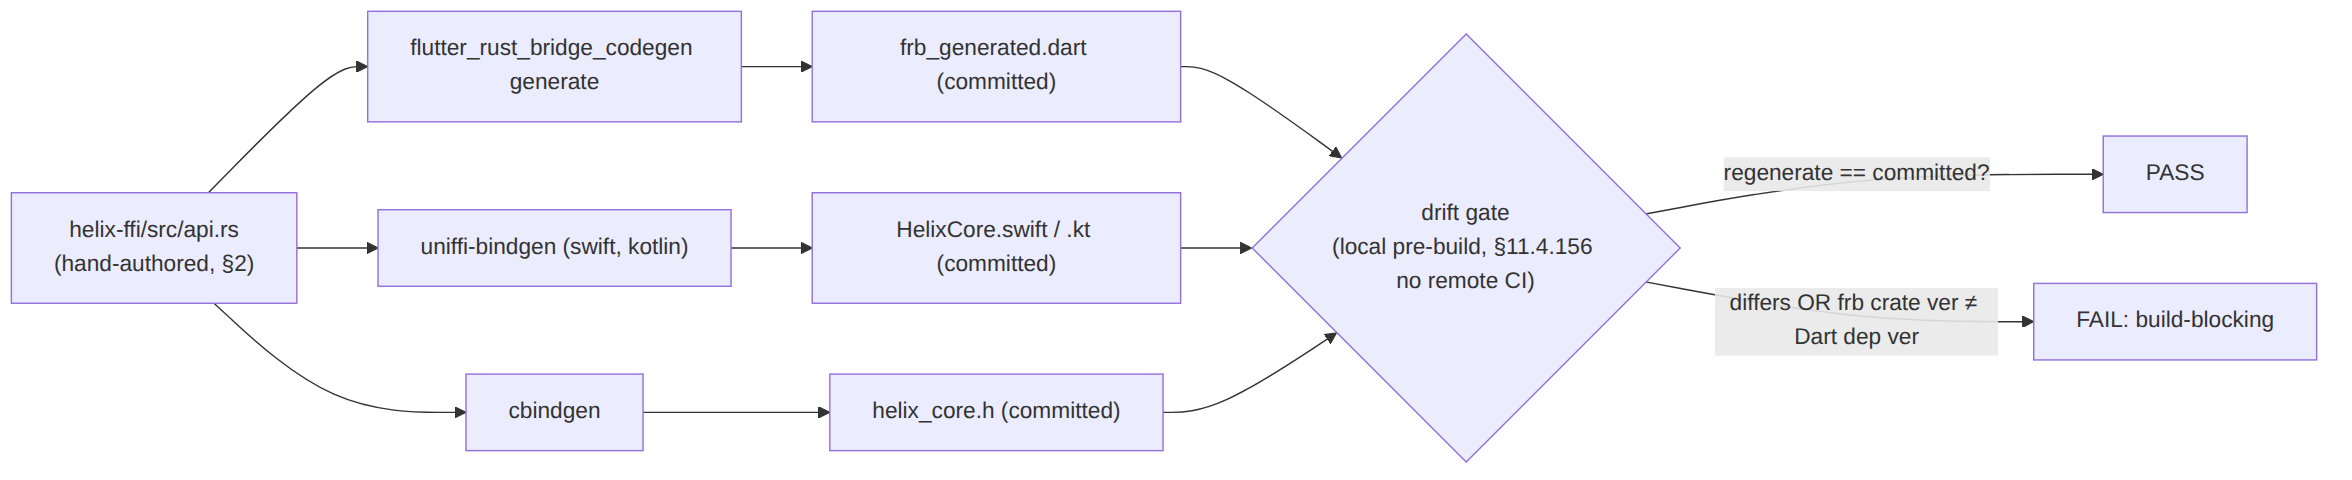 helix-ffi/src/api.rs
(hand-authored, §2)
flutter_rust_bridge_codegen
generate
uniffi-bindgen (swift, kotlin)
cbindgen
frb_generated.dart
(committed)
HelixCore.swift / .kt
(committed)
helix_core.h (committed)
drift gate
(local pre-build, §11.4.156
no remote CI)
regenerate == committed?
differs OR frb crate ver ≠
Dart dep ver
PASS
FAIL: build-blocking